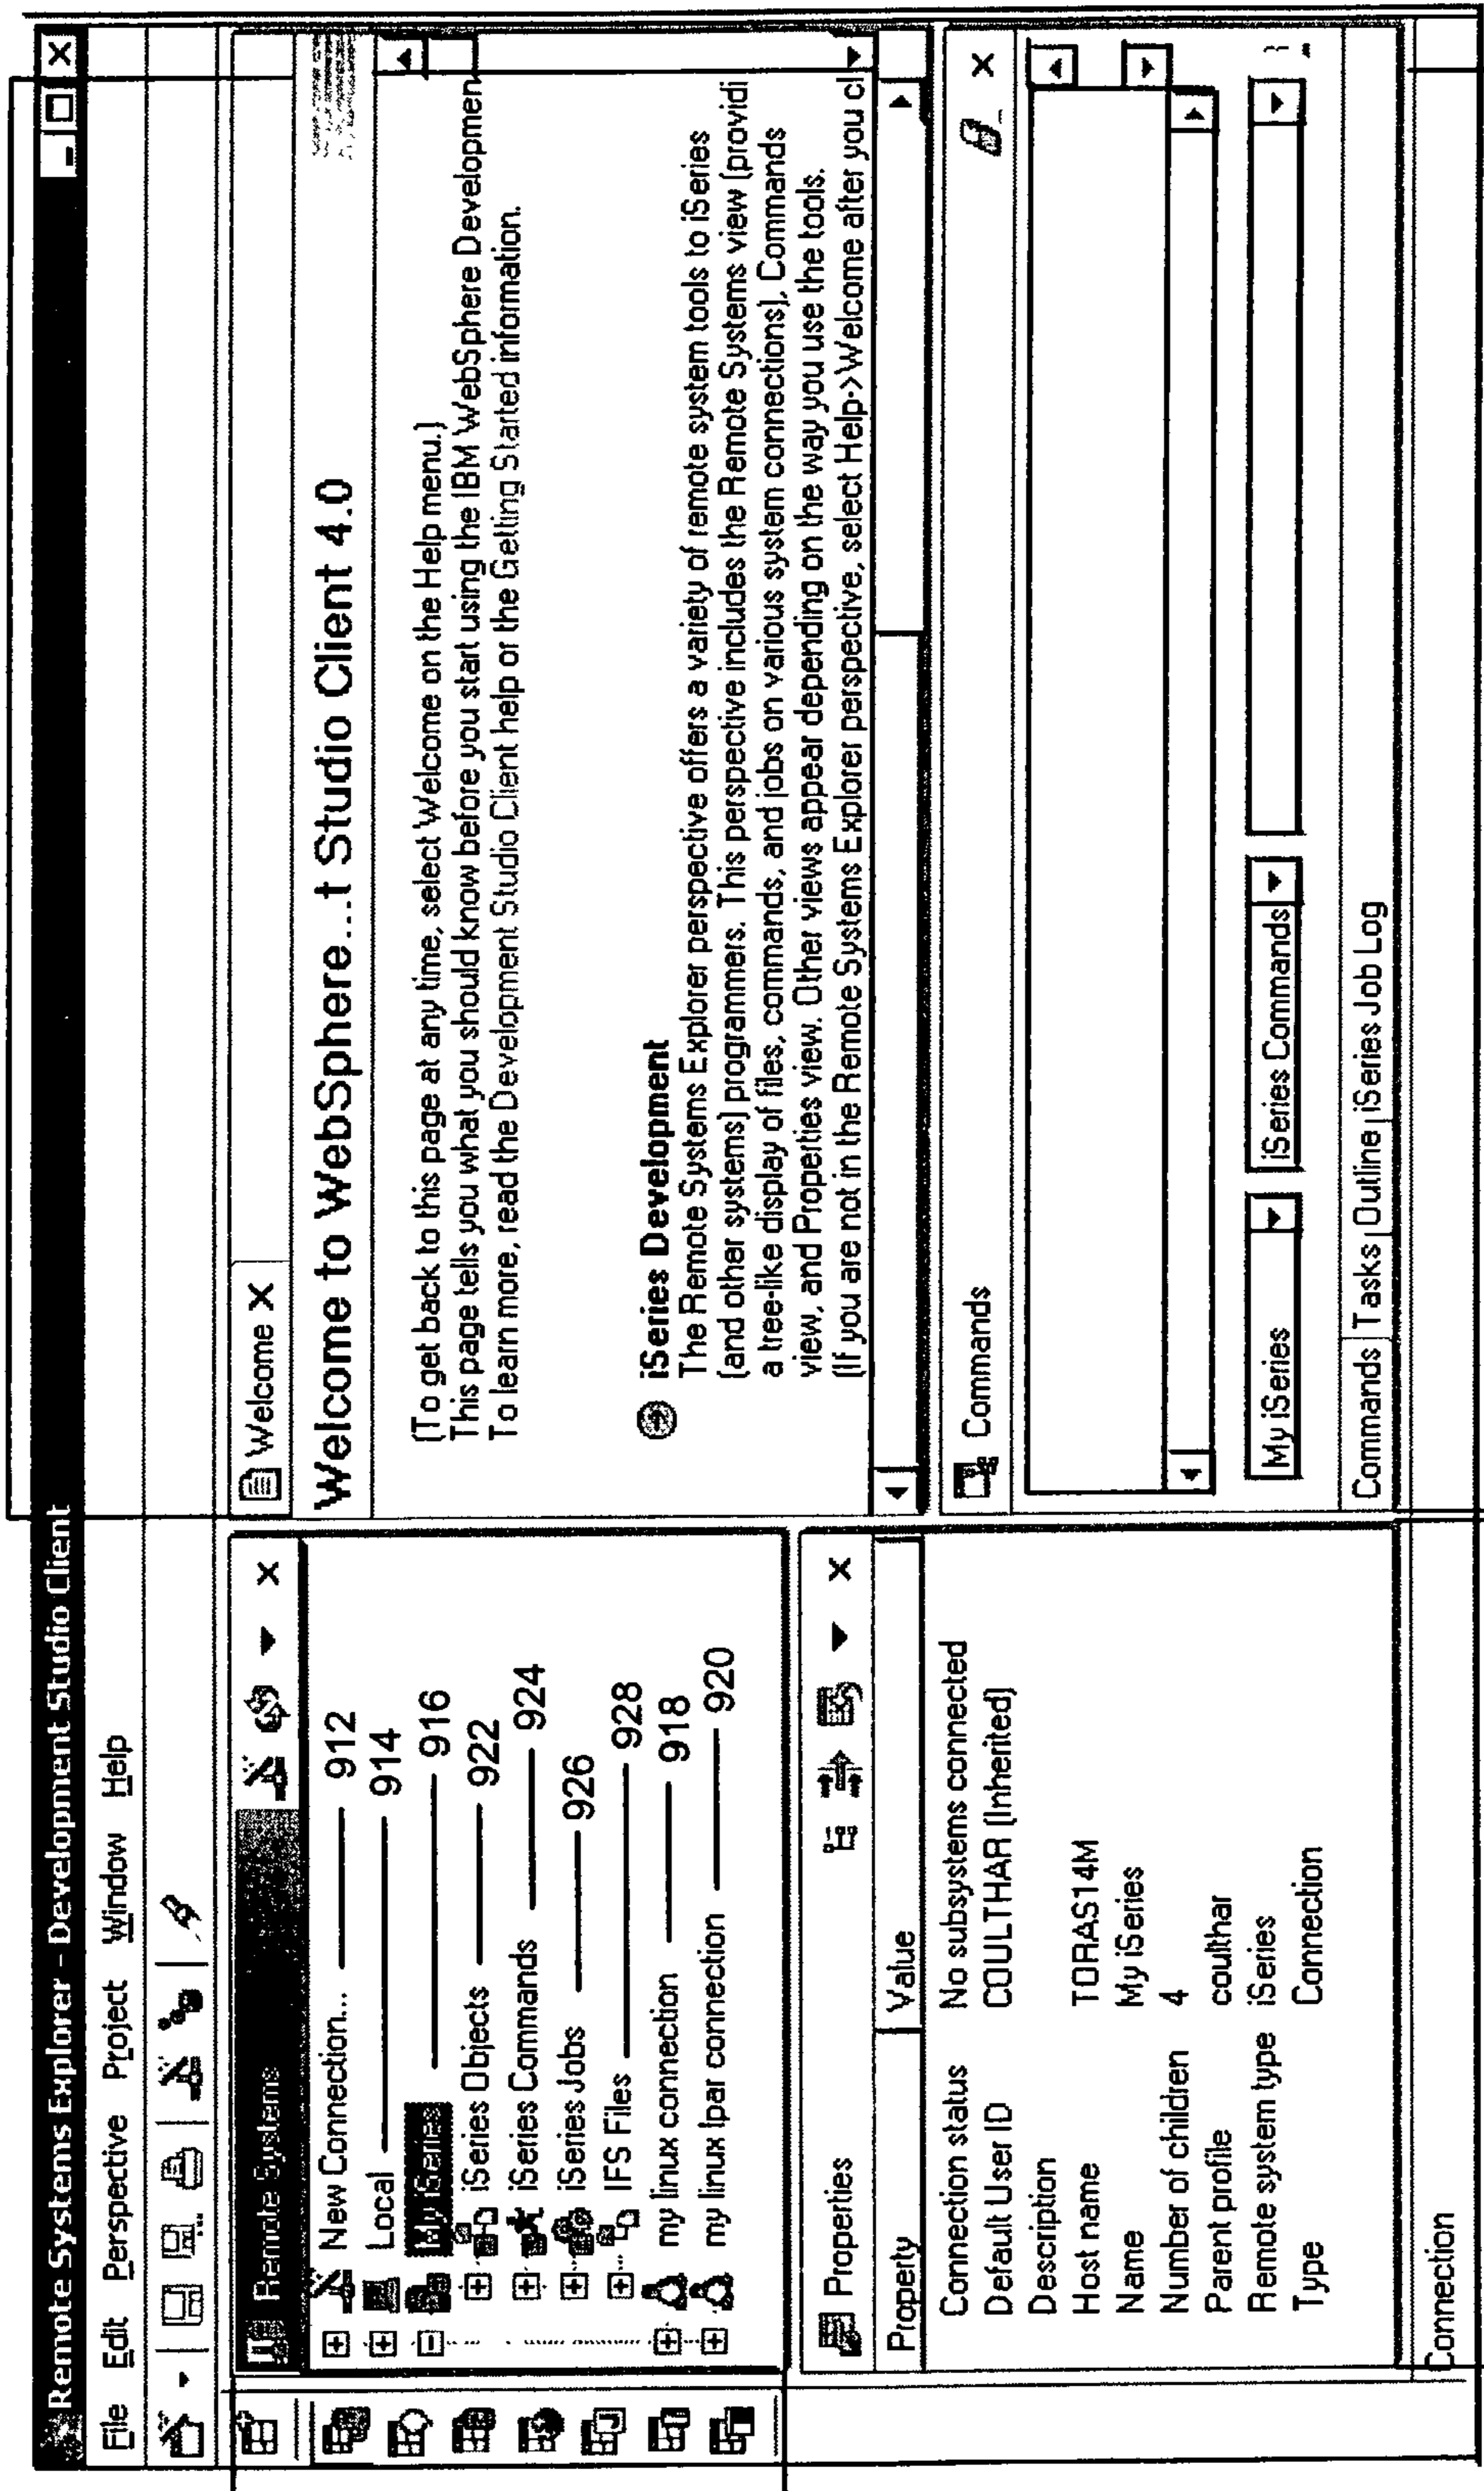 Remote Systems Explorer - Development Studio Client
File Edit Perspective Project Window Help
Remote Systems
New Connection... 912
Local 914
My iSeries 916
iSeries Objects 922
iSeries Commands 924
iSeries Jobs 926
IFS Files 928
my linux connection 918
my linux lpar connection 920
Properties
Property Value
Connection status No subsystems connected
Default User ID COULTHAR (Inherited)
Description
Host name TORAS14M
Name My iSeries
Number of children 4
Parent profile coulthar
Remote system type iSeries
Type Connection
Connection
Welcome
Welcome to WebSphere...t Studio Client 4.0
(To get back to this page at any time, select Welcome on the Help menu.)
This page tells you what you should know before you start using the IBM WebSphere Developmen
To learn more, read the Development Studio Client help or the Getting Started information.
iSeries Development
The Remote Systems Explorer perspective offers a variety of remote system tools to iSeries
(and other systems) programmers. This perspective includes the Remote Systems view (providi
a tree-like display of files, commands, and jobs on various system connections), Commands
view, and Properties view. Other views appear depending on the way you use the tools.
(If you are not in the Remote Systems Explorer perspective, select Help->Welcome after you cl
Commands
My iSeries iSeries Commands
Commands Tasks Outline iSeries Job Log